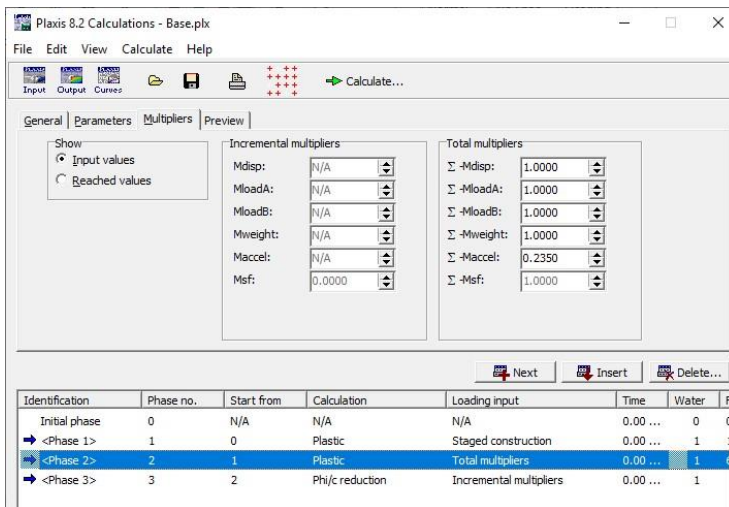 Plaxis 8.2 Calculations - Base.plx
File Edit View Calculate Help
Input Output Curves Calculate...
General Parameters Multipliers Preview
Show
Input values
Reached values
Incremental multipliers
Mdisp: N/A
MloadA: N/A
MloadB: N/A
Mweight: N/A
Maccel: N/A
Msf: 0.0000
Total multipliers
Σ -Mdisp: 1.0000
Σ -MloadA: 1.0000
Σ -MloadB: 1.0000
Σ -Mweight: 1.0000
Σ -Maccel: 0.2350
Σ -Msf: 1.0000
Next Insert Delete...
Identification Phase no. Start from Calculation Loading input Time Water
Initial phase 0 N/A N/A N/A 0.00 ... 0
<Phase 1> 1 0 Plastic Staged construction 0.00 ... 1
<Phase 2> 2 1 Plastic Total multipliers 0.00 ... 1
<Phase 3> 3 2 Phi/c reduction Incremental multipliers 0.00 ... 1